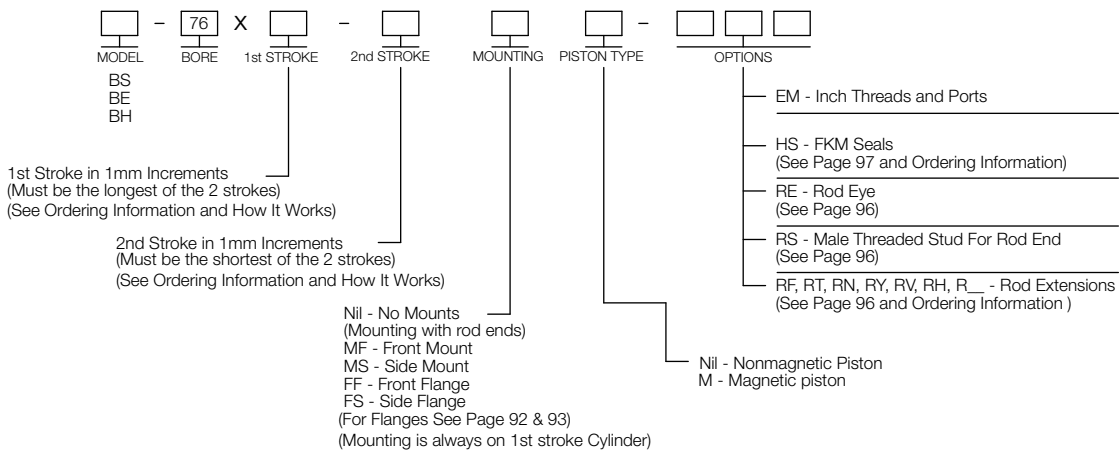 - 76 X - -
MODEL BORE 1st STROKE 2nd STROKE MOUNTING PISTON TYPE OPTIONS
BS
BE
BH
1st Stroke in 1mm Increments
(Must be the longest of the 2 strokes)
(See Ordering Information and How It Works)
2nd Stroke in 1mm Increments
(Must be the shortest of the 2 strokes)
(See Ordering Information and How It Works)
Nil - No Mounts
(Mounting with rod ends)
MF - Front Mount
MS - Side Mount
FF - Front Flange
FS - Side Flange
(For Flanges See Page 92 & 93)
(Mounting is always on 1st stroke Cylinder)
Nil - Nonmagnetic Piston
M - Magnetic piston
EM - Inch Threads and Ports
HS - FKM Seals
(See Page 97 and Ordering Information)
RE - Rod Eye
(See Page 96)
RS - Male Threaded Stud For Rod End
(See Page 96)
RF, RT, RN, RY, RV, RH, R__ - Rod Extensions
(See Page 96 and Ordering Information )